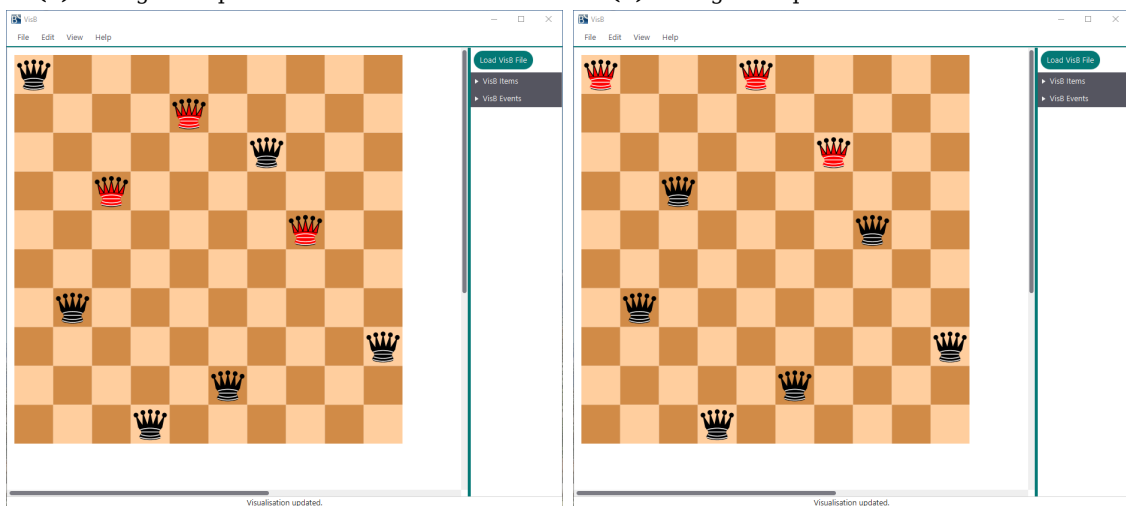 VisB
File Edit View Help
Load VisB File
VisB Items
VisB Events
Visualisation updated.
VisB
File Edit View Help
Load VisB File
VisB Items
VisB Events
Visualisation updated.